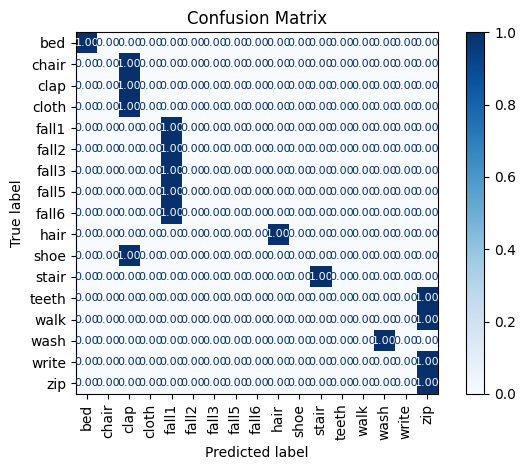 Confusion Matrix
True label
bed 1.00 0.00 0.00 0.00 0.00 0.00 0.00 0.00 0.00 0.00 0.00 0.00 0.00 0.00 0.00 0.00 0.00
chair 0.00 0.00 1.00 0.00 0.00 0.00 0.00 0.00 0.00 0.00 0.00 0.00 0.00 0.00 0.00 0.00 0.00
clap 0.00 0.00 1.00 0.00 0.00 0.00 0.00 0.00 0.00 0.00 0.00 0.00 0.00 0.00 0.00 0.00 0.00
cloth 0.00 0.00 1.00 0.00 0.00 0.00 0.00 0.00 0.00 0.00 0.00 0.00 0.00 0.00 0.00 0.00 0.00
fall1 0.00 0.00 0.00 0.00 1.00 0.00 0.00 0.00 0.00 0.00 0.00 0.00 0.00 0.00 0.00 0.00 0.00
fall2 0.00 0.00 0.00 0.00 1.00 0.00 0.00 0.00 0.00 0.00 0.00 0.00 0.00 0.00 0.00 0.00 0.00
fall3 0.00 0.00 0.00 0.00 1.00 0.00 0.00 0.00 0.00 0.00 0.00 0.00 0.00 0.00 0.00 0.00 0.00
fall5 0.00 0.00 0.00 0.00 1.00 0.00 0.00 0.00 0.00 0.00 0.00 0.00 0.00 0.00 0.00 0.00 0.00
fall6 0.00 0.00 0.00 0.00 1.00 0.00 0.00 0.00 0.00 0.00 0.00 0.00 0.00 0.00 0.00 0.00 0.00
hair 0.00 0.00 0.00 0.00 0.00 0.00 0.00 0.00 0.00 1.00 0.00 0.00 0.00 0.00 0.00 0.00 0.00
shoe 0.00 0.00 1.00 0.00 0.00 0.00 0.00 0.00 0.00 0.00 0.00 0.00 0.00 0.00 0.00 0.00 0.00
stair 0.00 0.00 0.00 0.00 0.00 0.00 0.00 0.00 0.00 0.00 0.00 1.00 0.00 0.00 0.00 0.00 0.00
teeth 0.00 0.00 0.00 0.00 0.00 0.00 0.00 0.00 0.00 0.00 0.00 0.00 0.00 0.00 0.00 0.00 1.00
walk 0.00 0.00 0.00 0.00 0.00 0.00 0.00 0.00 0.00 0.00 0.00 0.00 0.00 0.00 0.00 0.00 1.00
wash 0.00 0.00 0.00 0.00 0.00 0.00 0.00 0.00 0.00 0.00 0.00 0.00 0.00 0.00 1.00 0.00 0.00
write 0.00 0.00 0.00 0.00 0.00 0.00 0.00 0.00 0.00 0.00 0.00 0.00 0.00 0.00 0.00 0.00 1.00
zip 0.00 0.00 0.00 0.00 0.00 0.00 0.00 0.00 0.00 0.00 0.00 0.00 0.00 0.00 0.00 0.00 1.00
bed chair clap cloth fall1 fall2 fall3 fall5 fall6 hair shoe stair teeth walk wash write zip
Predicted label
1.0
0.8
0.6
0.4
0.2
0.0